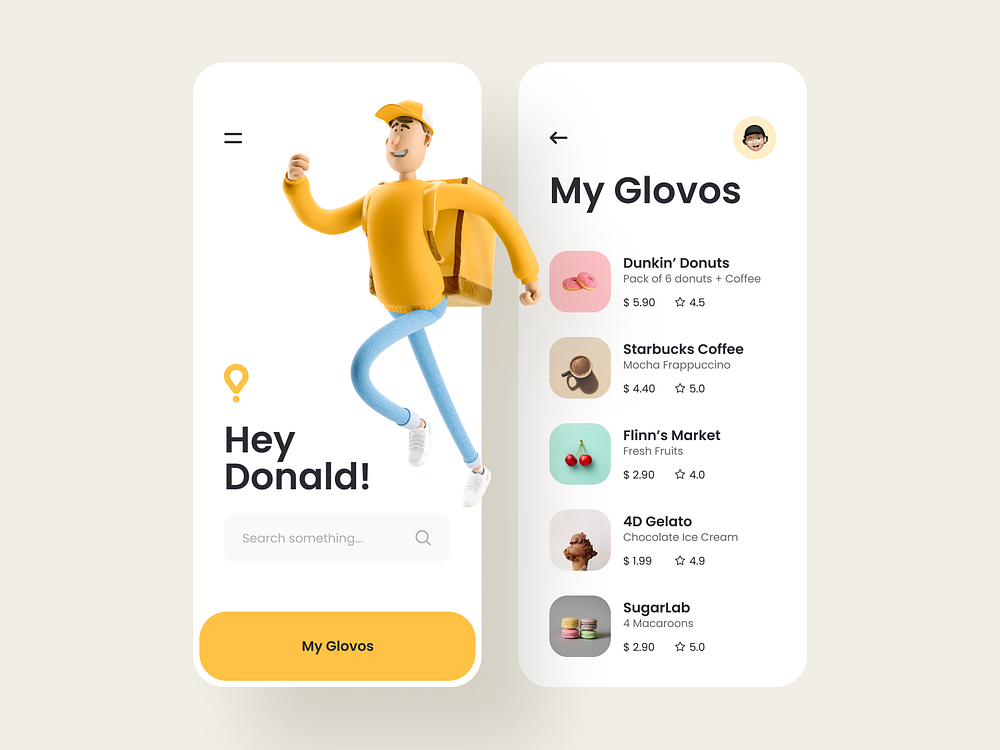 Hey
Donald!
Search something...
My Glovos
My Glovos
Dunkin’ Donuts
Pack of 6 donuts + Coffee
$ 5.90 4.5
Starbucks Coffee
Mocha Frappuccino
$ 4.40 5.0
Flinn’s Market
Fresh Fruits
$ 2.90 4.0
4D Gelato
Chocolate Ice Cream
$ 1.99 4.9
SugarLab
4 Macaroons
$ 2.90 5.0